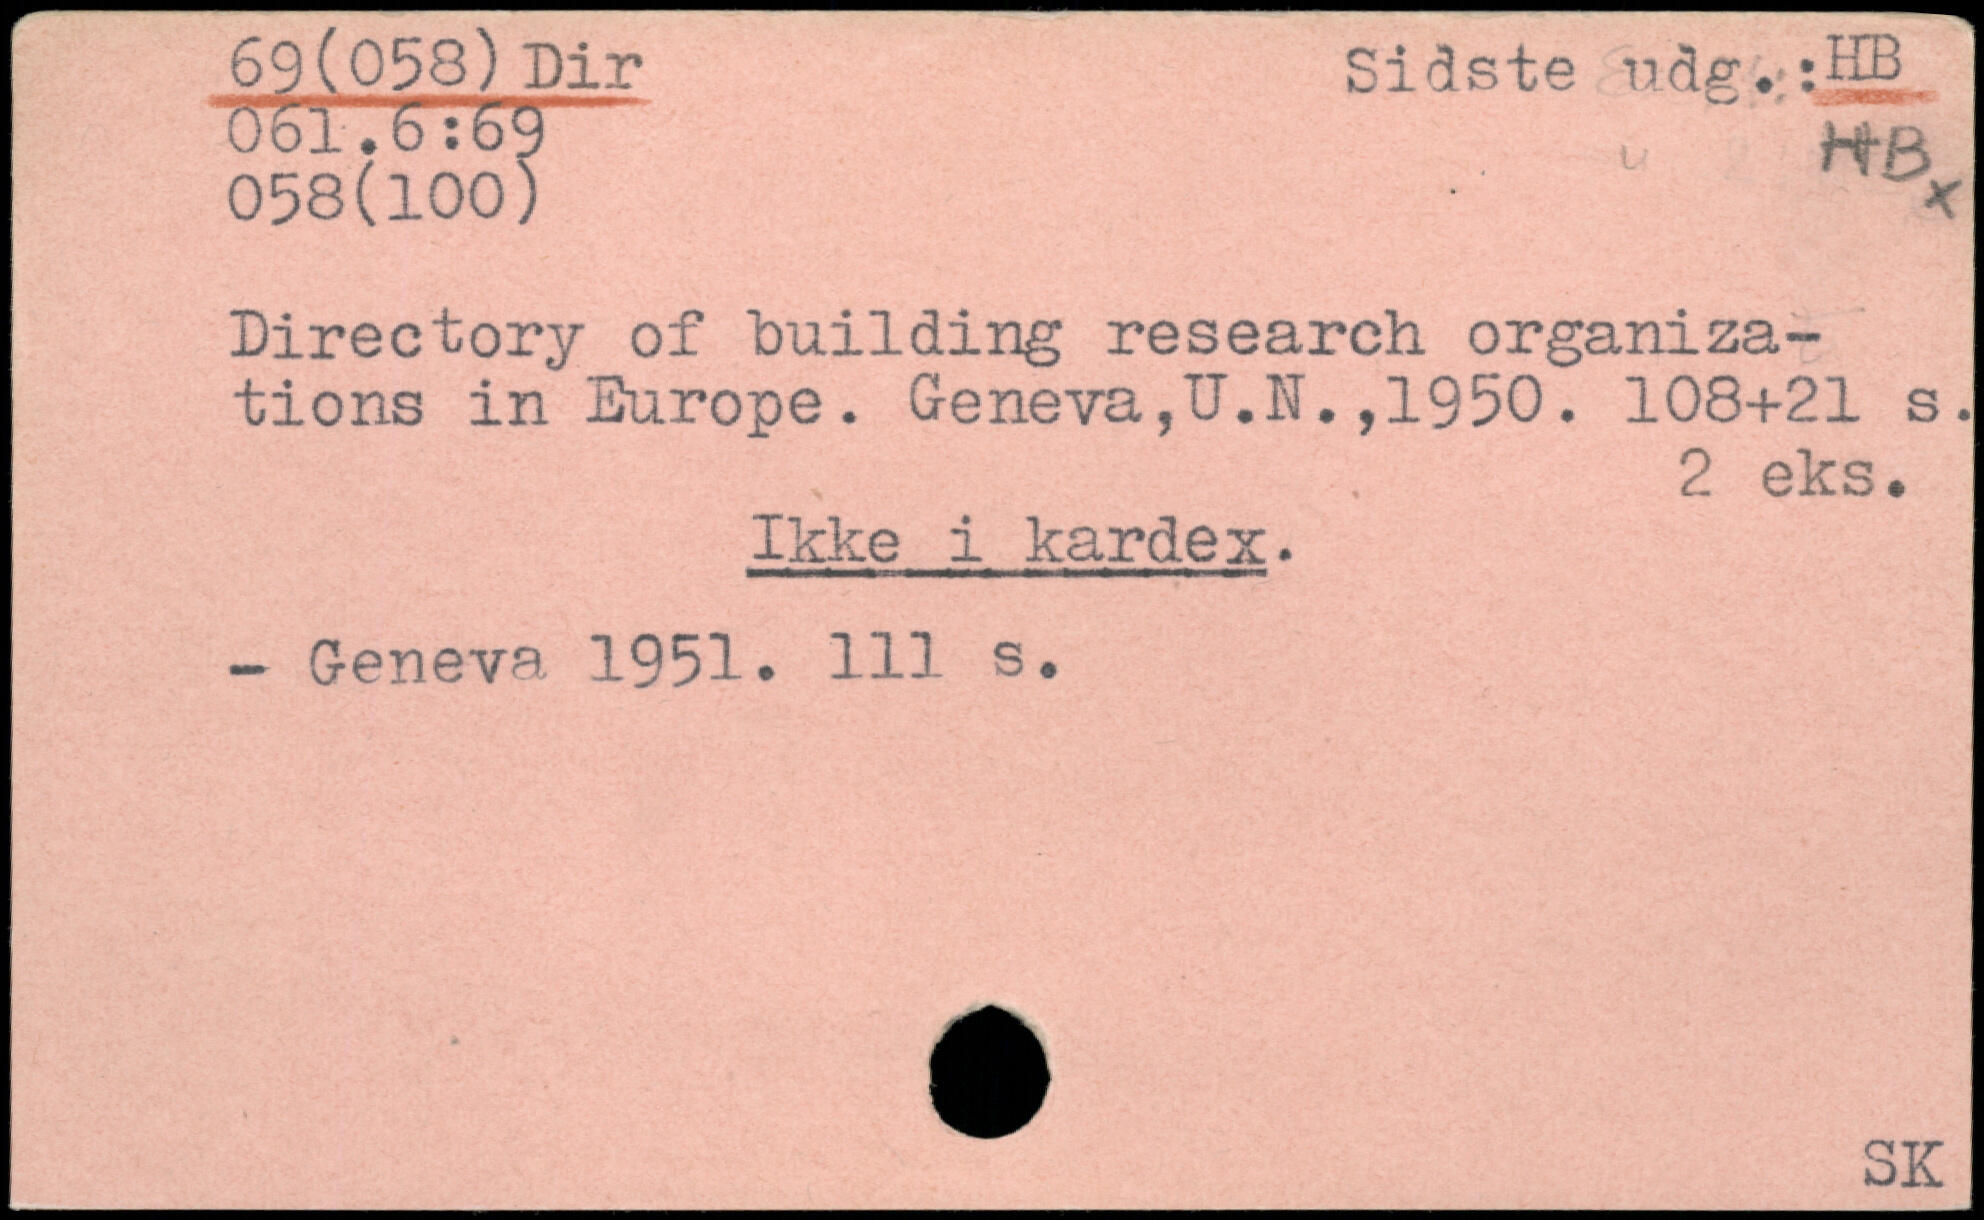 69(058) Dir
Sidste udg.: HB
061.6:69
HB x
058(100)
Directory of building research organiza-
tions in Europe. Geneva,U.N.,1950. 108+21 s.
2 eks.
Ikke i kardex.
- Geneva 1951. 111 s.
SK